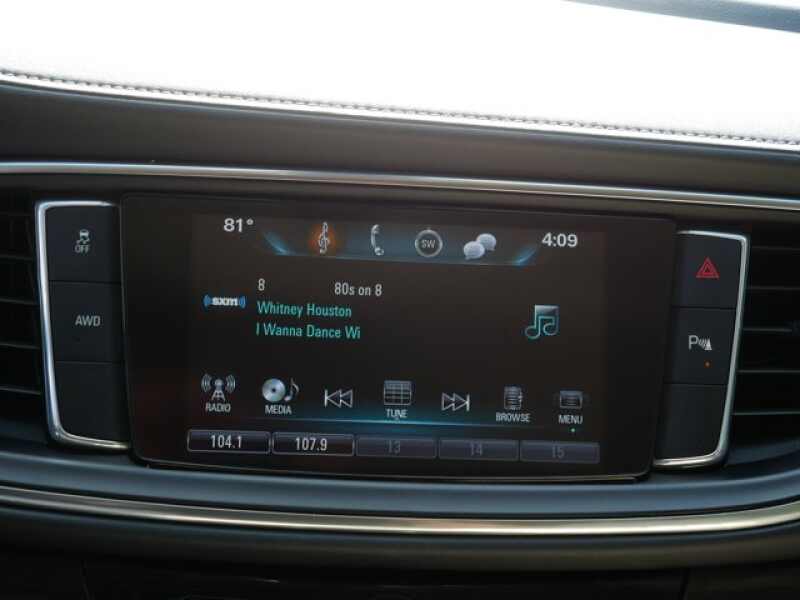 81° SW 4:09
OFF
8 80s on 8
((sxm)) Whitney Houston
I Wanna Dance Wi
AWD
P
RADIO MEDIA TUNE BROWSE MENU
104.1 107.9 13 14 15